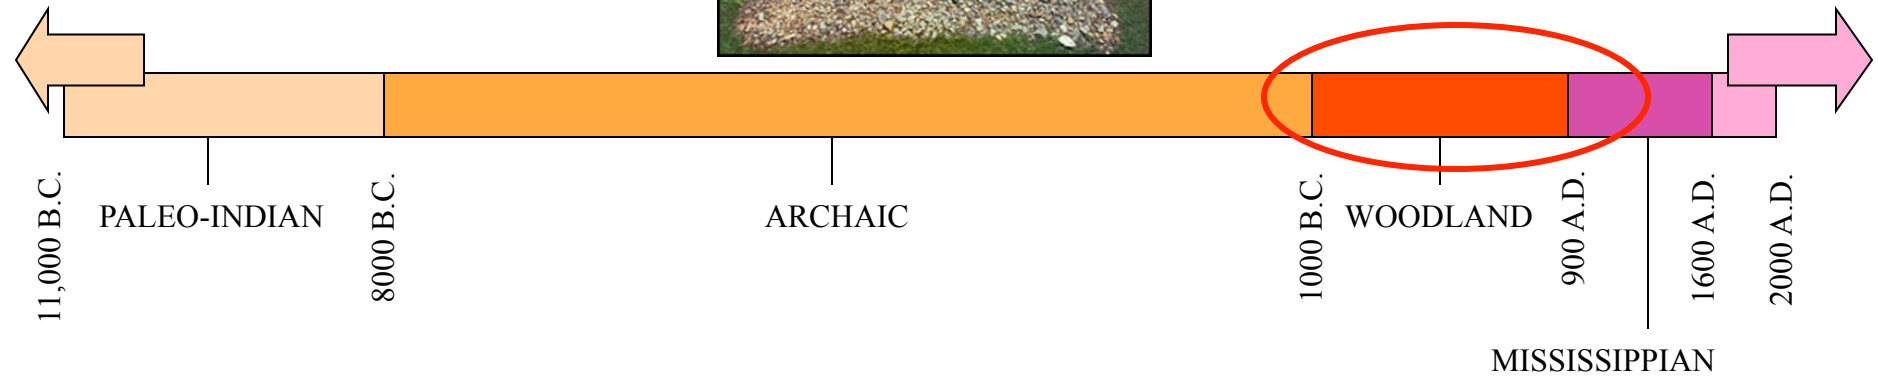 11,000 B.C.
PALEO-INDIAN
8000 B.C.
ARCHAIC
1000 B.C.
WOODLAND
900 A.D.
MISSISSIPPIAN
1600 A.D.
2000 A.D.